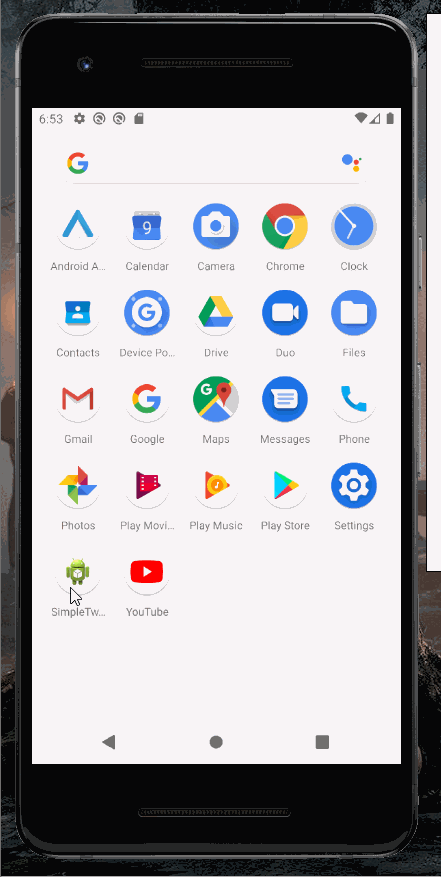 6:53
Android A... Calendar Camera Chrome Clock
9
Contacts Device Po... Drive Duo Files
Gmail Google Maps Messages Phone
Photos Play Movi... Play Music Play Store Settings
SimpleTw... YouTube